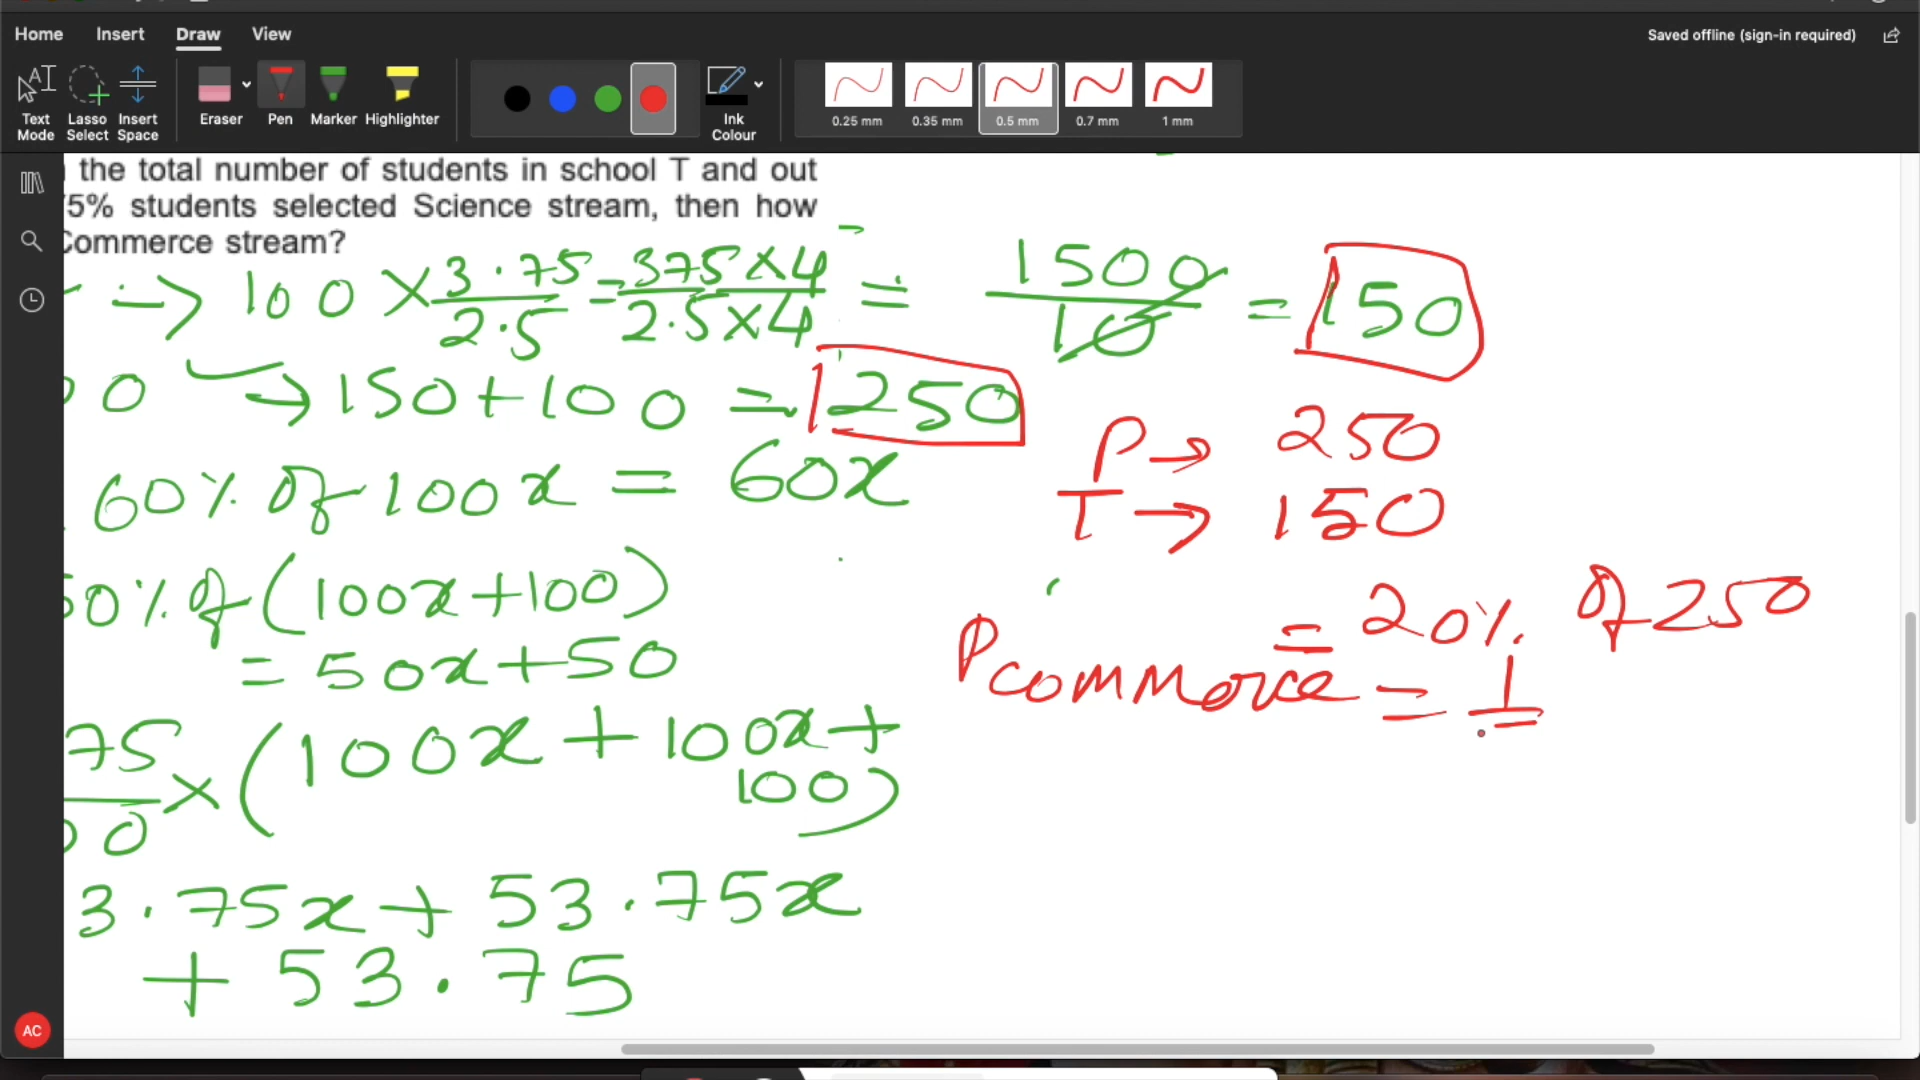 Home Insert Draw View
Saved offline (sign-in required)
Text Mode
Lasso Select
Insert Space
Eraser
Pen
Marker
Highlighter
Ink Colour
0.25 mm
0.35 mm
0.5 mm
0.7 mm
1 mm
the total number of students in school T and out
5% students selected Science stream, then how
Commerce stream?
→ 100 × 3.75/2.5 = 375×4/2.5×4 = 1500/10 = 150
0 → 150 + 100 = 250
P → 250
T → 150
60% of 100x = 60x
50% of (100x + 100)
= 50x + 50
P commerce = 20% of 250
= 1
75/00 × (100x + 100x + 100)
3.75x + 53.75x
+ 53.75
AC